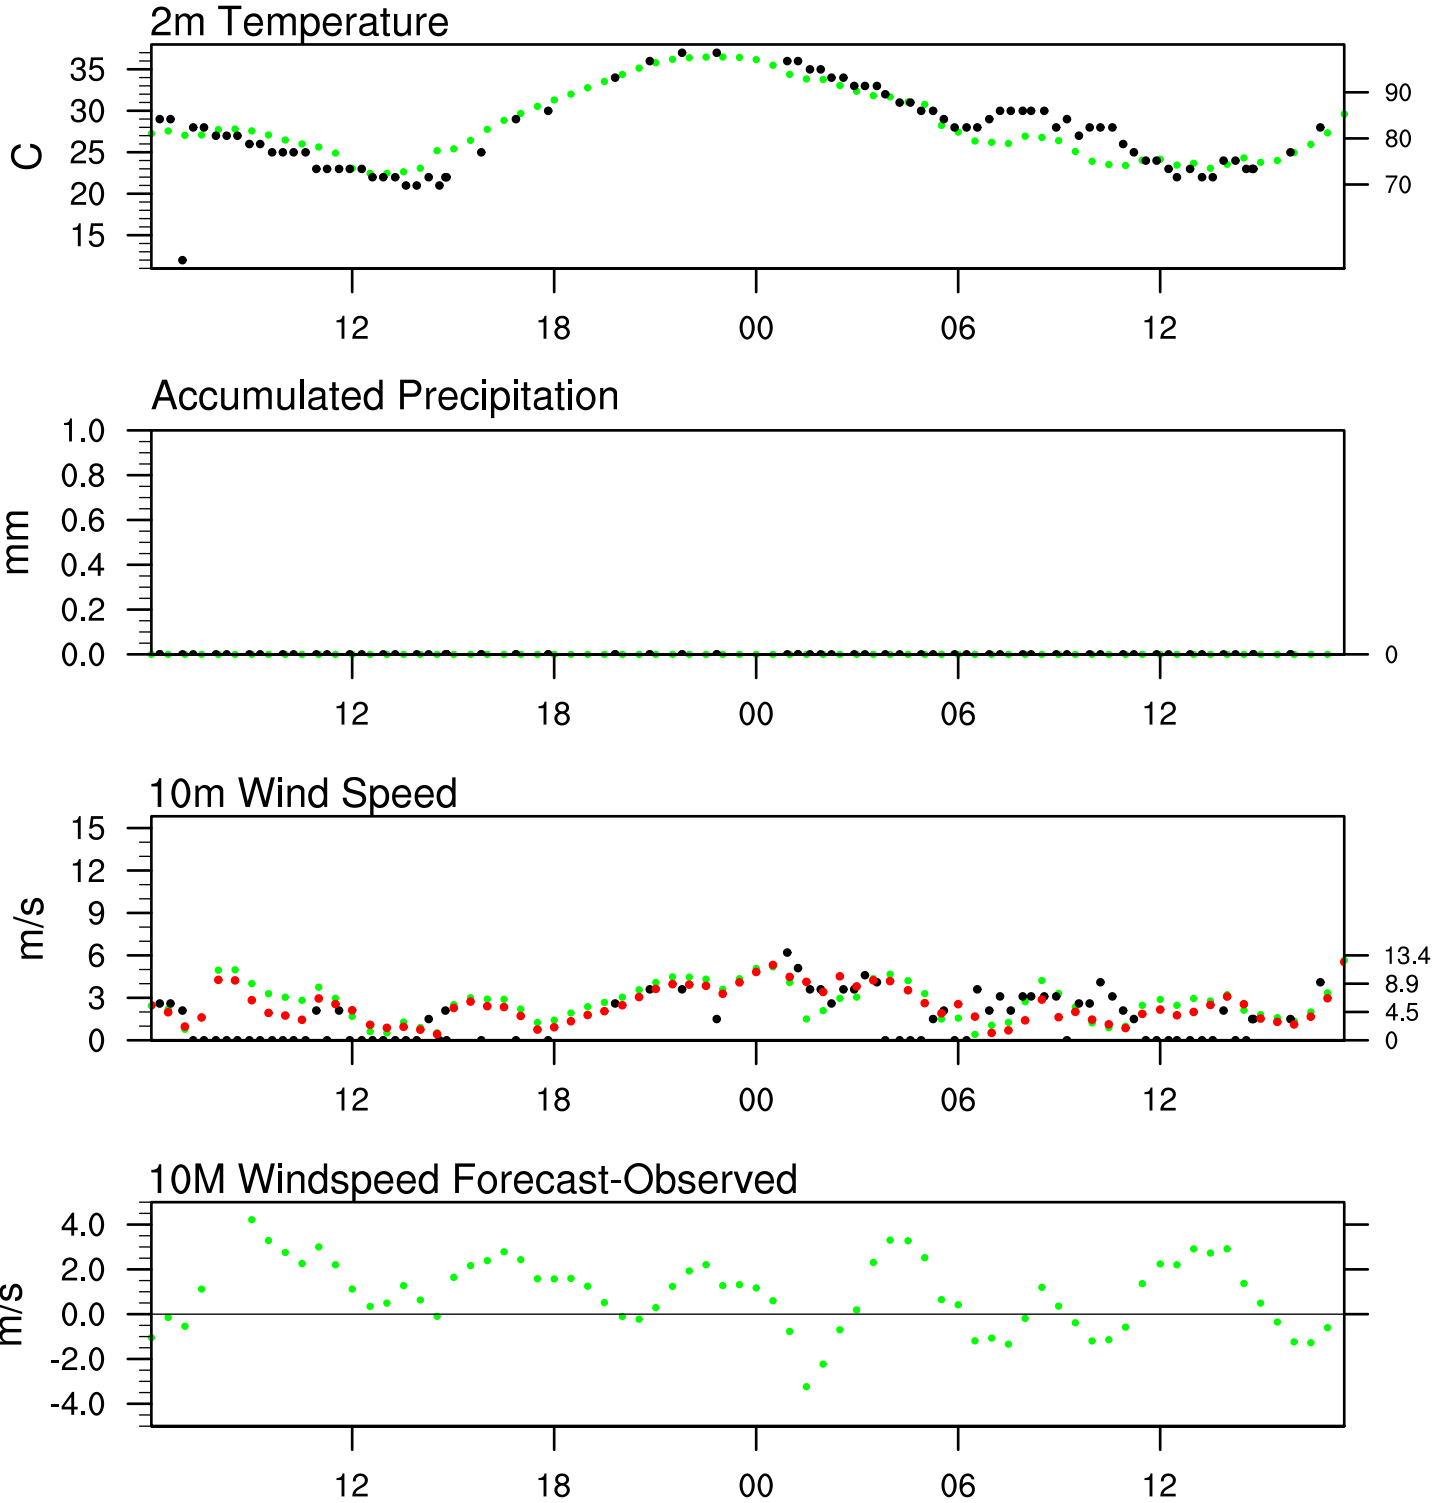 2m Temperature
35
30
25
20
15
C
90
80
70
12 18 00 06 12
Accumulated Precipitation
1.0
0.8
0.6
0.4
0.2
0.0
mm
0
12 18 00 06 12
10m Wind Speed
15
12
9
6
3
0
m/s
13.4
8.9
4.5
0
12 18 00 06 12
10M Windspeed Forecast-Observed
4.0
2.0
0.0
-2.0
-4.0
m/s
12 18 00 06 12